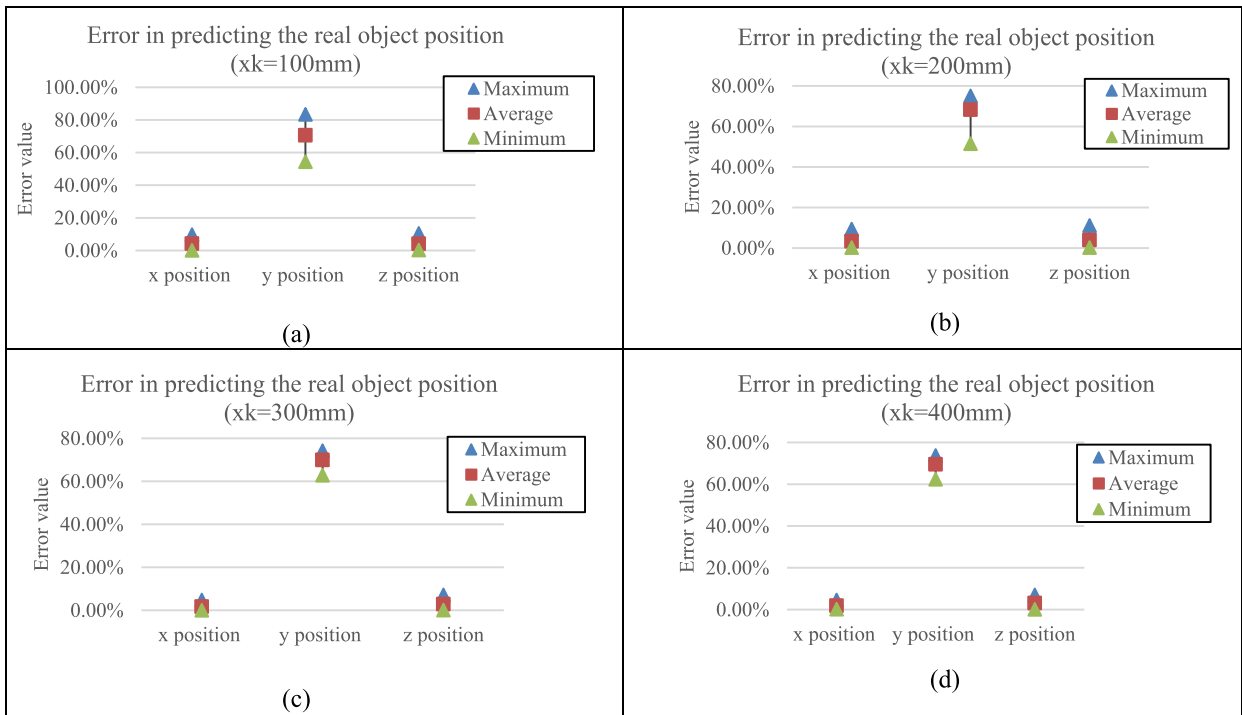 Error in predicting the real object position
(xk=100mm)
100.00%
80.00%
60.00%
40.00%
20.00%
0.00%
Error value
x position
y position
z position
Maximum
Average
Minimum
(a)
Error in predicting the real object position
(xk=200mm)
80.00%
60.00%
40.00%
20.00%
0.00%
Error value
x position
y position
z position
Maximum
Average
Minimum
(b)
Error in predicting the real object position
(xk=300mm)
80.00%
60.00%
40.00%
20.00%
0.00%
Error value
x position
y position
z position
Maximum
Average
Minimum
(c)
Error in predicting the real object position
(xk=400mm)
80.00%
60.00%
40.00%
20.00%
0.00%
Error value
x position
y position
z position
Maximum
Average
Minimum
(d)